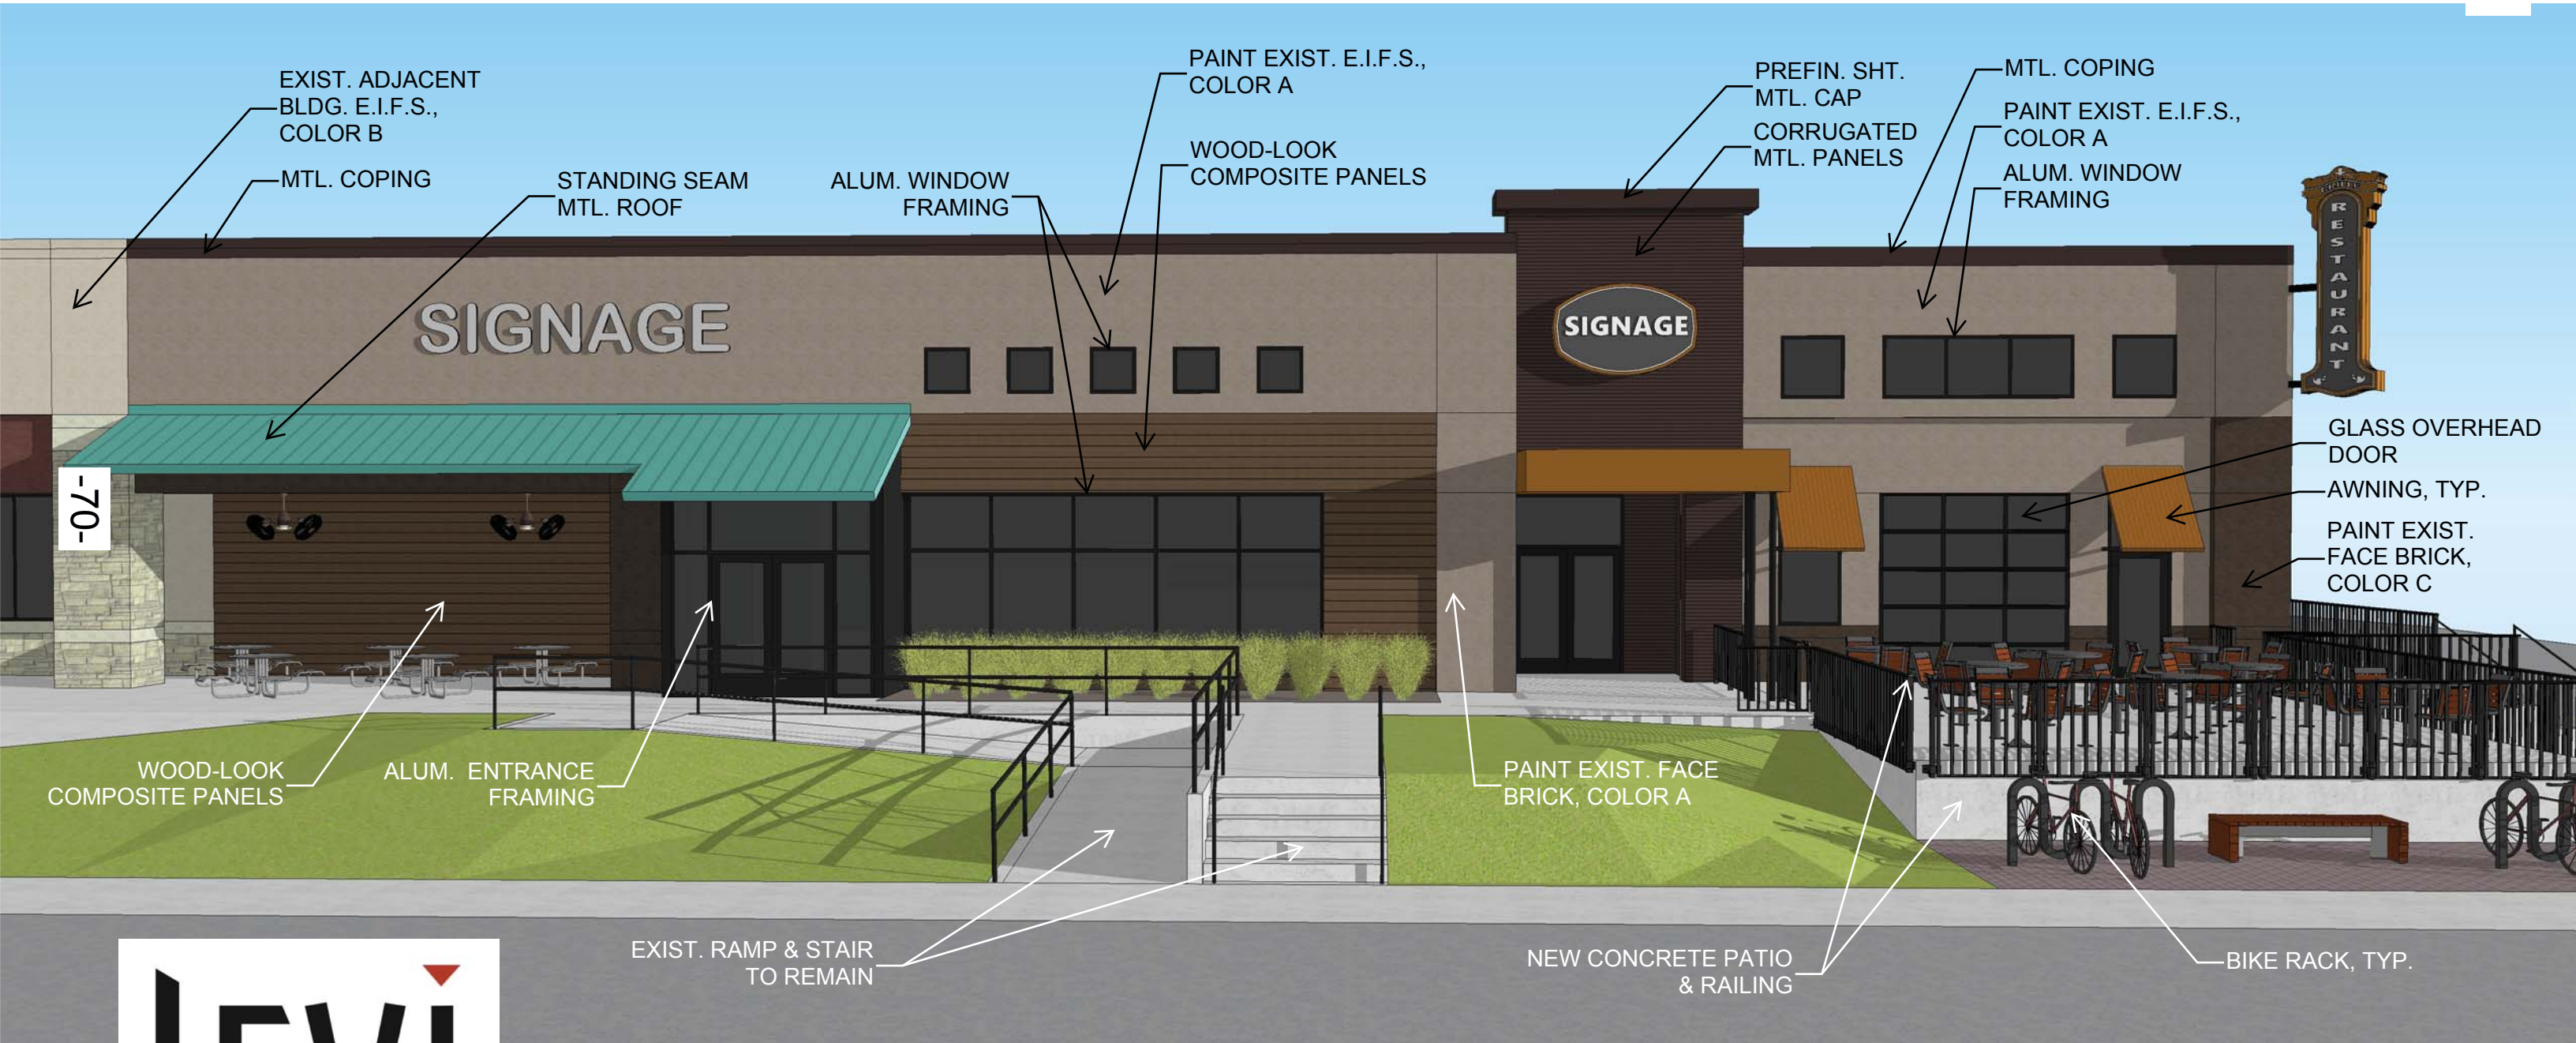 EXIST. ADJACENT
BLDG. E.I.F.S.,
COLOR B
MTL. COPING
STANDING SEAM
MTL. ROOF
ALUM. WINDOW
FRAMING
PAINT EXIST. E.I.F.S.,
COLOR A
WOOD-LOOK
COMPOSITE PANELS
PREFIN. SHT.
MTL. CAP
CORRUGATED
MTL. PANELS
MTL. COPING
PAINT EXIST. E.I.F.S.,
COLOR A
ALUM. WINDOW
FRAMING
RESTAURANT
SIGNAGE
SIGNAGE
GLASS OVERHEAD
DOOR
AWNING, TYP.
PAINT EXIST.
FACE BRICK,
COLOR C
-70-
WOOD-LOOK
COMPOSITE PANELS
ALUM. ENTRANCE
FRAMING
PAINT EXIST. FACE
BRICK, COLOR A
EXIST. RAMP & STAIR
TO REMAIN
NEW CONCRETE PATIO
& RAILING
BIKE RACK, TYP.
Levi